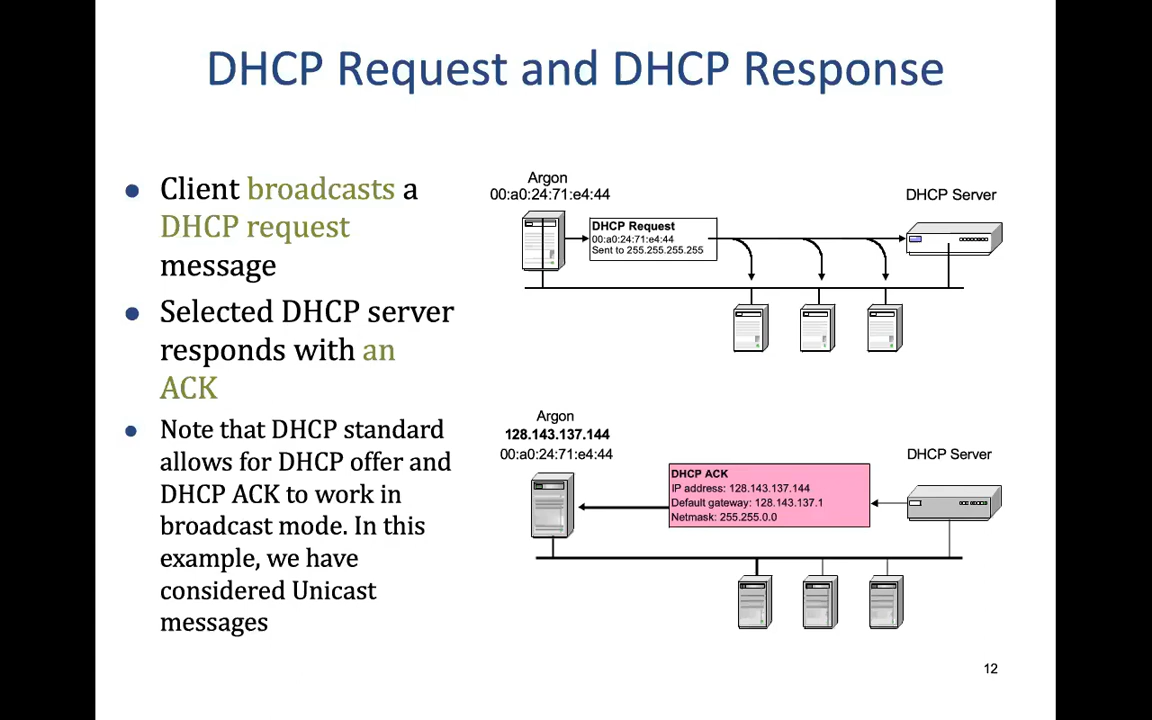 DHCP Request and DHCP Response
Client broadcasts a
DHCP request
message
Selected DHCP server
responds with an
ACK
Note that DHCP standard
allows for DHCP offer and
DHCP ACK to work in
broadcast mode. In this
example, we have
considered Unicast
messages
Argon
00:a0:24:71:e4:44
DHCP Server
DHCP Request
00:a0:24:71:e4:44
Sent to 255.255.255.255
Argon
128.143.137.144
00:a0:24:71:e4:44
DHCP Server
DHCP ACK
IP address: 128.143.137.144
Default gateway: 128.143.137.1
Netmask: 255.255.0.0
12